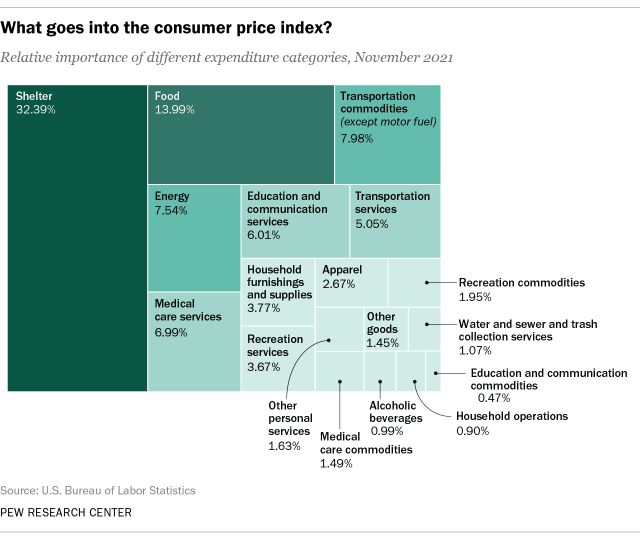 What goes into the consumer price index?
Relative importance of different expenditure categories, November 2021
Shelter
32.39%
Food
13.99%
Transportation
commodities
(except motor fuel)
7.98%
Energy
7.54%
Education and
communication
services
6.01%
Transportation
services
5.05%
Medical
care services
6.99%
Household
furnishings
and supplies
3.77%
Apparel
2.67%
Recreation commodities
1.95%
Recreation
services
3.67%
Other
goods
1.45%
Water and sewer and trash
collection services
1.07%
Education and communication
commodities
0.47%
Other
personal
services
1.63%
Medical
care commodities
1.49%
Alcoholic
beverages
0.99%
Household operations
0.90%
Source: U.S. Bureau of Labor Statistics
PEW RESEARCH CENTER